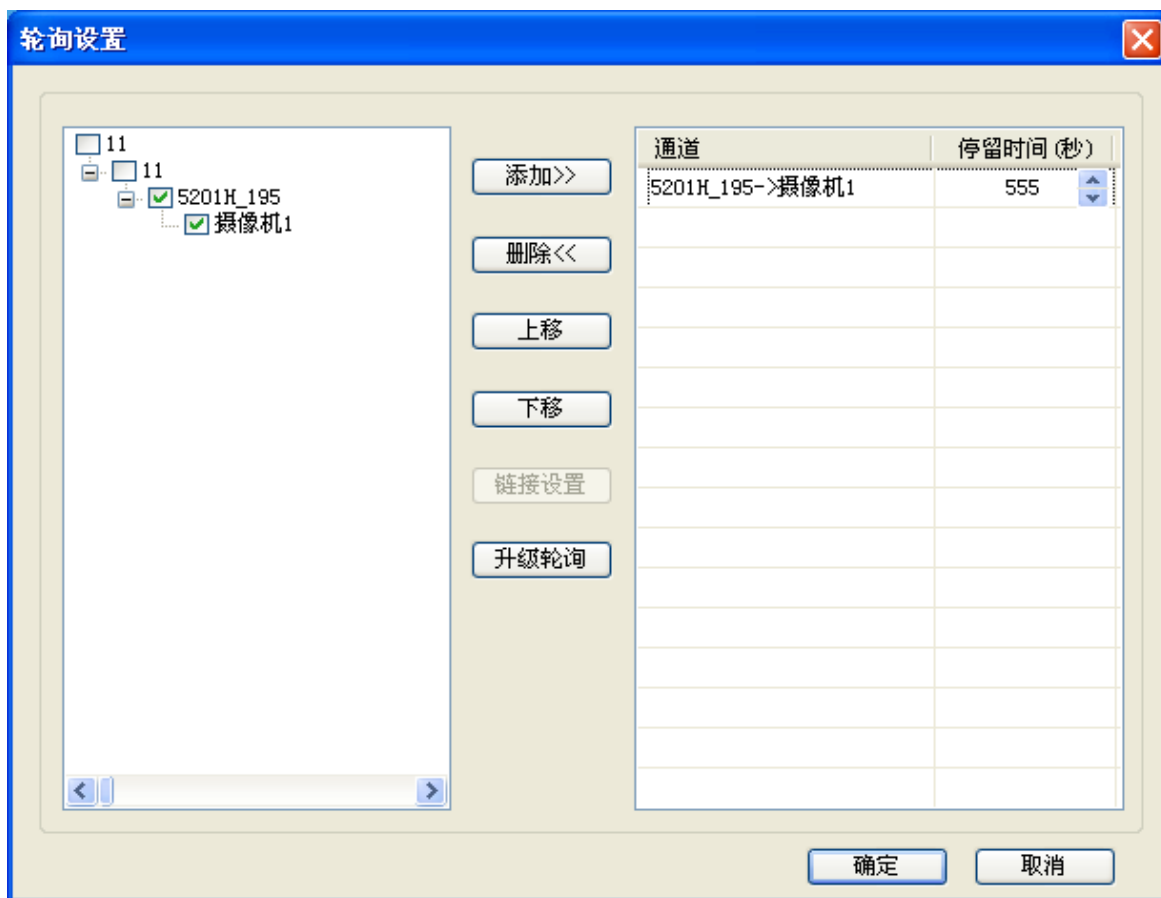 轮询设置
11
11
5201H_195
摄像机1
添加>>
删除<<
上移
下移
链接设置
升级轮询
通道 停留时间(秒)
5201H_195->摄像机1 555
确定 取消